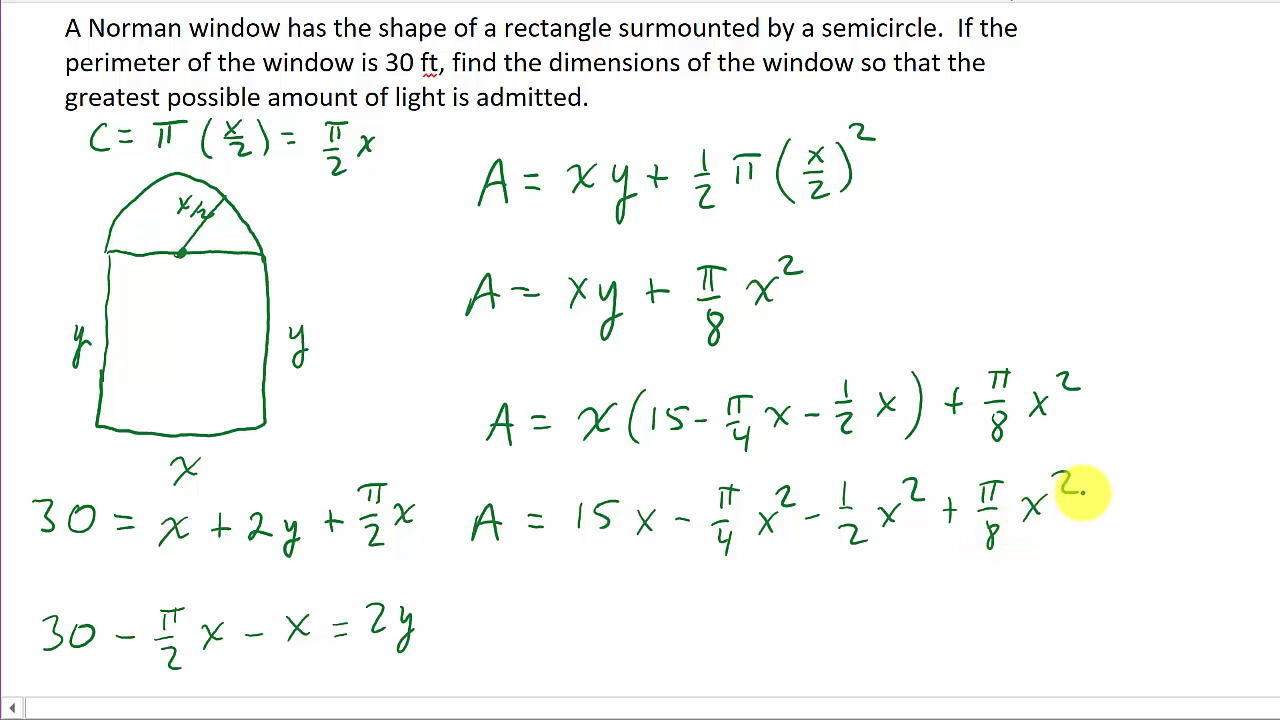 A Norman window has the shape of a rectangle surmounted by a semicircle.  If the
perimeter of the window is 30 ft, find the dimensions of the window so that the
greatest possible amount of light is admitted.
C = π (x/2) = π/2 x
x/2
y
y
x
30 = x + 2y + π/2 x
30 - π/2 x - x = 2y
A = xy + 1/2 π (x/2)²
A = xy + π/8 x²
A = x(15 - π/4 x - 1/2 x) + π/8 x²
A = 15x - π/4 x² - 1/2 x² + π/8 x²